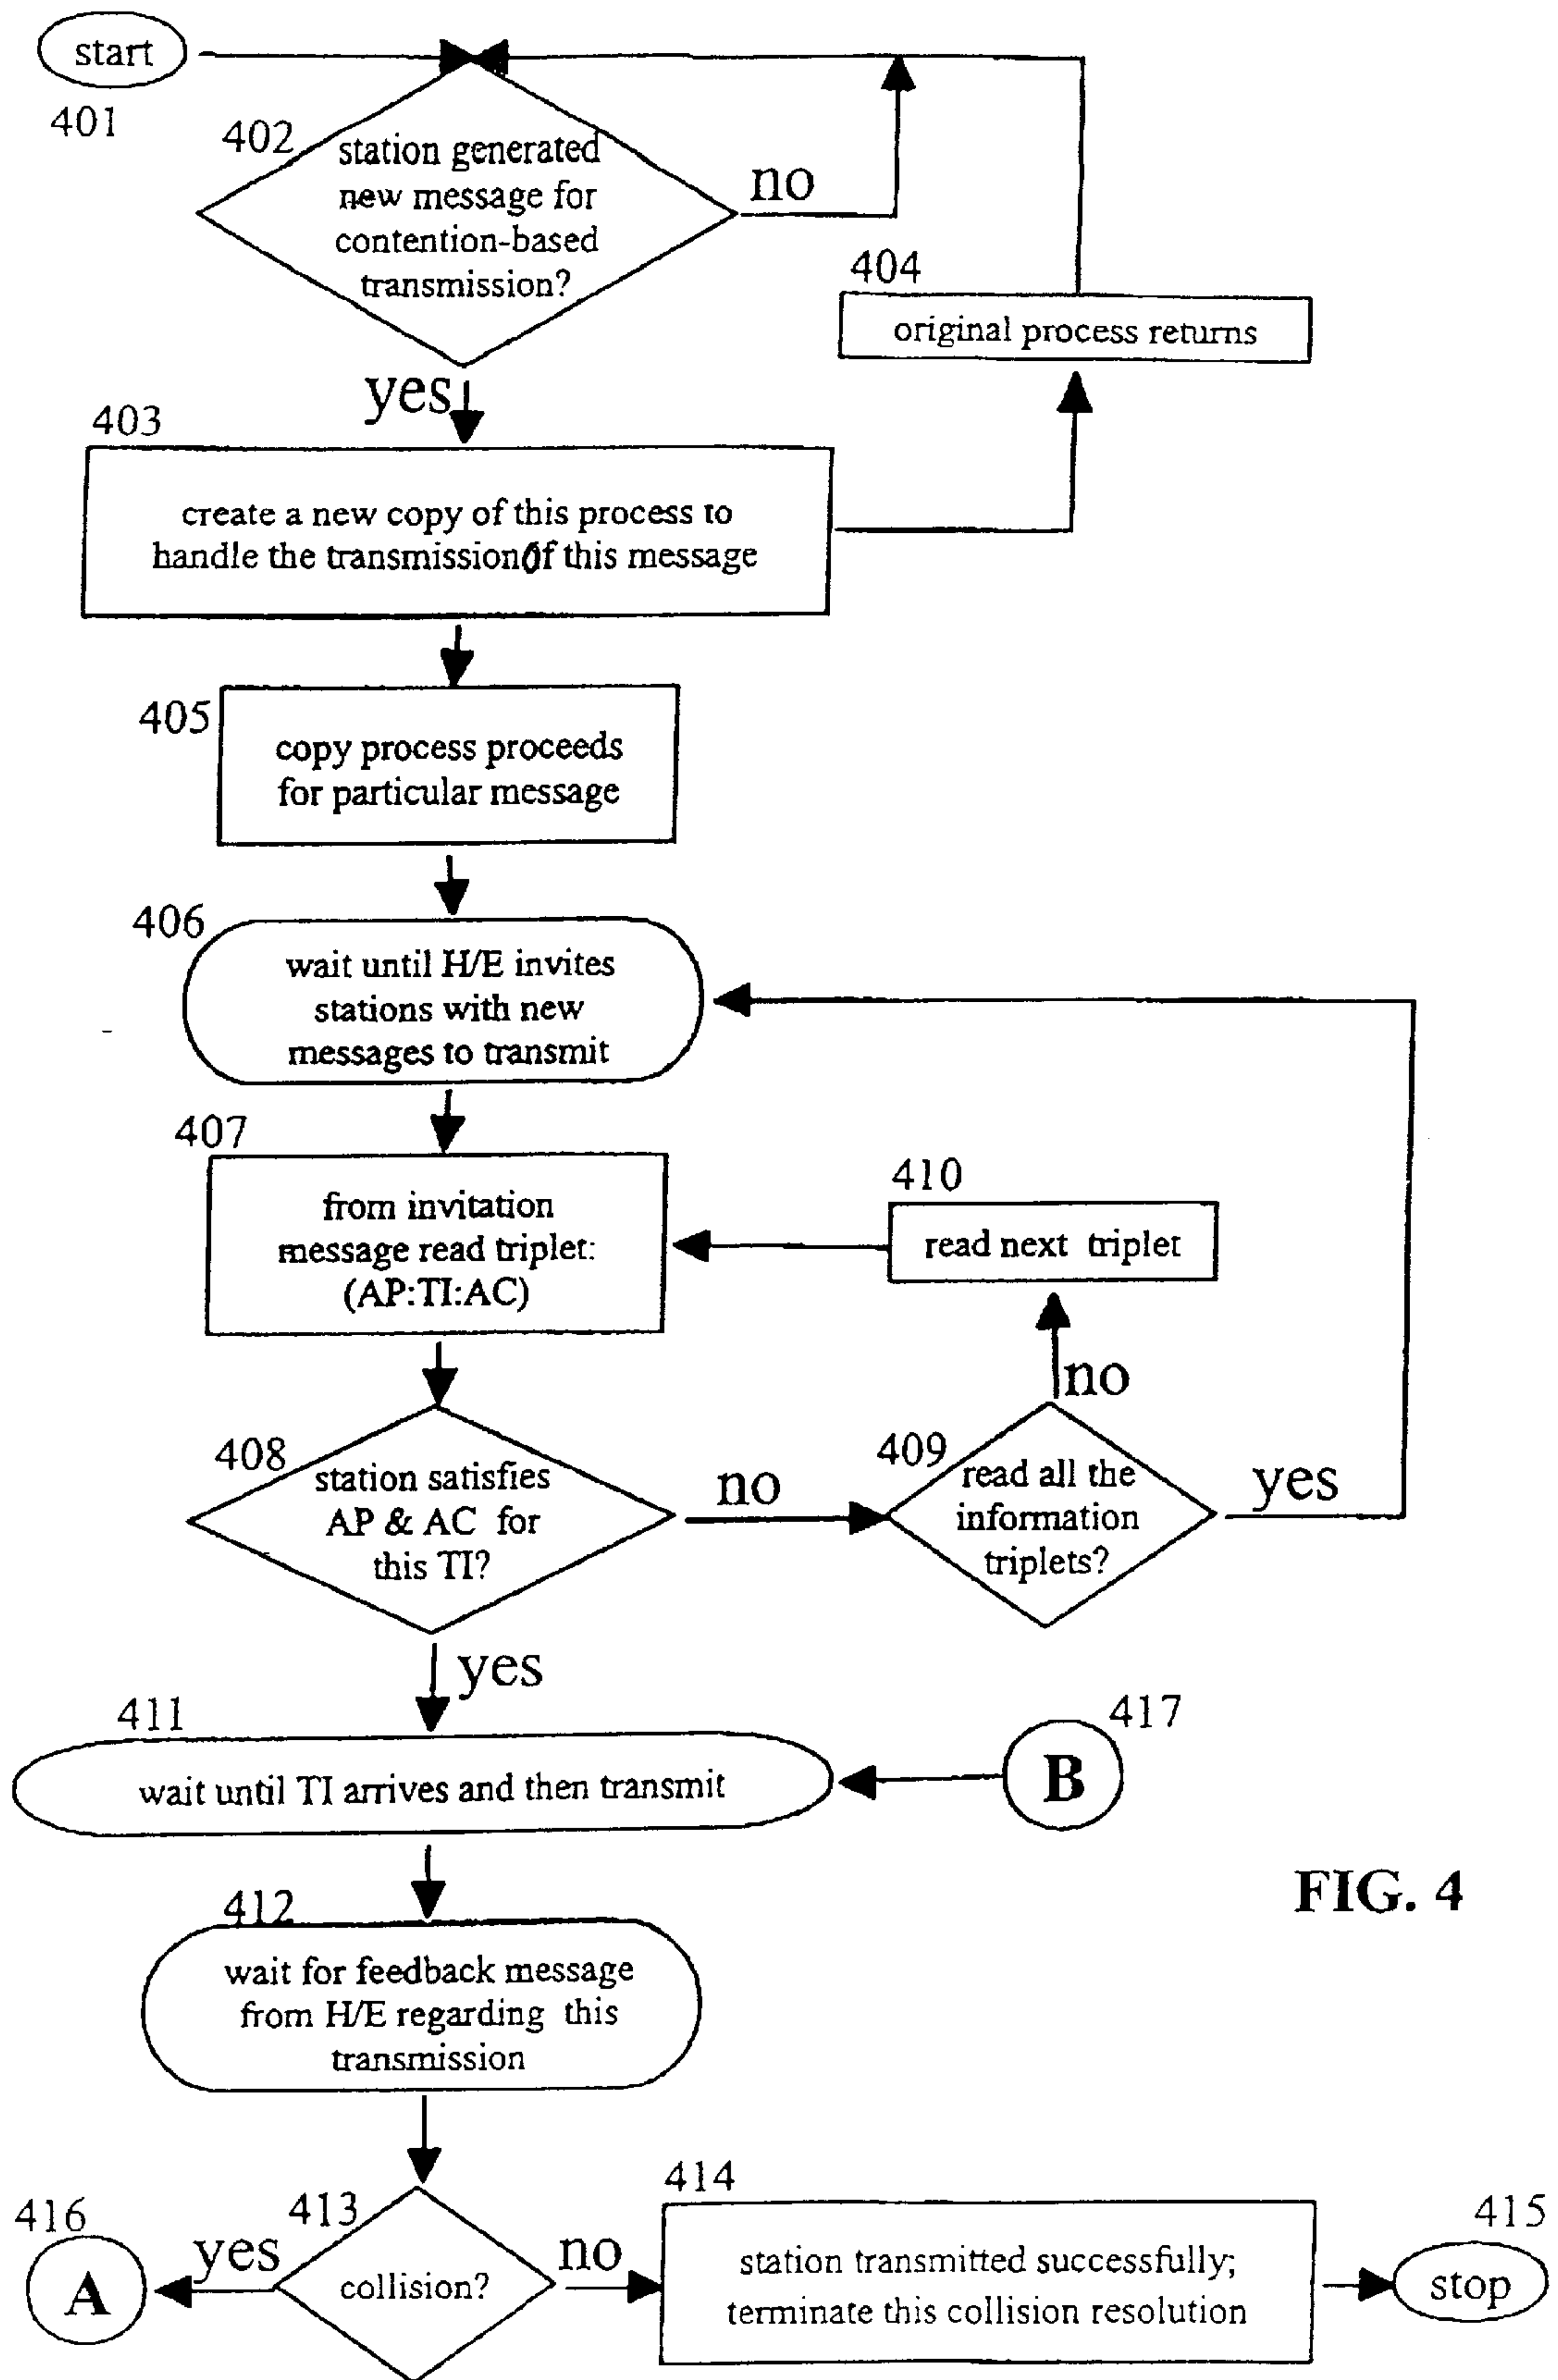 start
401
402
station generated
new message for
contention-based
transmission?
no
yes
404
original process returns
403
create a new copy of this process to
handle the transmission of this message
405
copy process proceeds
for particular message
406
wait until H/E invites
stations with new
messages to transmit
407
from invitation
message read triplet:
(AP:TI:AC)
410
read next triplet
no
408
station satisfies
AP & AC for
this TI?
no
409
read all the
information
triplets?
yes
yes
411
wait until TI arrives and then transmit
417
B
FIG. 4
412
wait for feedback message
from H/E regarding this
transmission
416
A
yes
413
collision?
no
414
station transmitted successfully;
terminate this collision resolution
415
stop